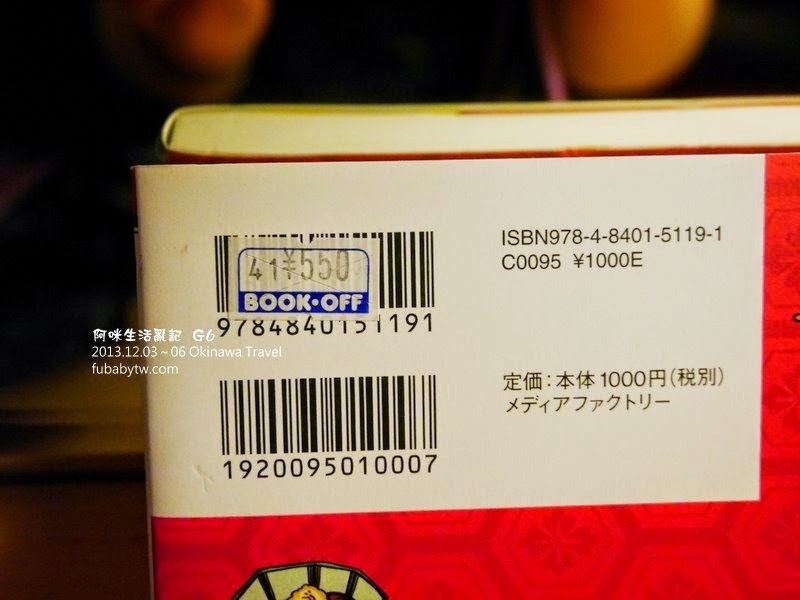 41¥550
BOOK・OFF
9784840151191
ISBN978-4-8401-5119-1
C0095 ¥1000E
阿咪生活亂記 G6
2013.12.03~06 Okinawa Travel
fubabytw.com
定価:本体1000円(税別)
メディアファクトリー
1920095010007